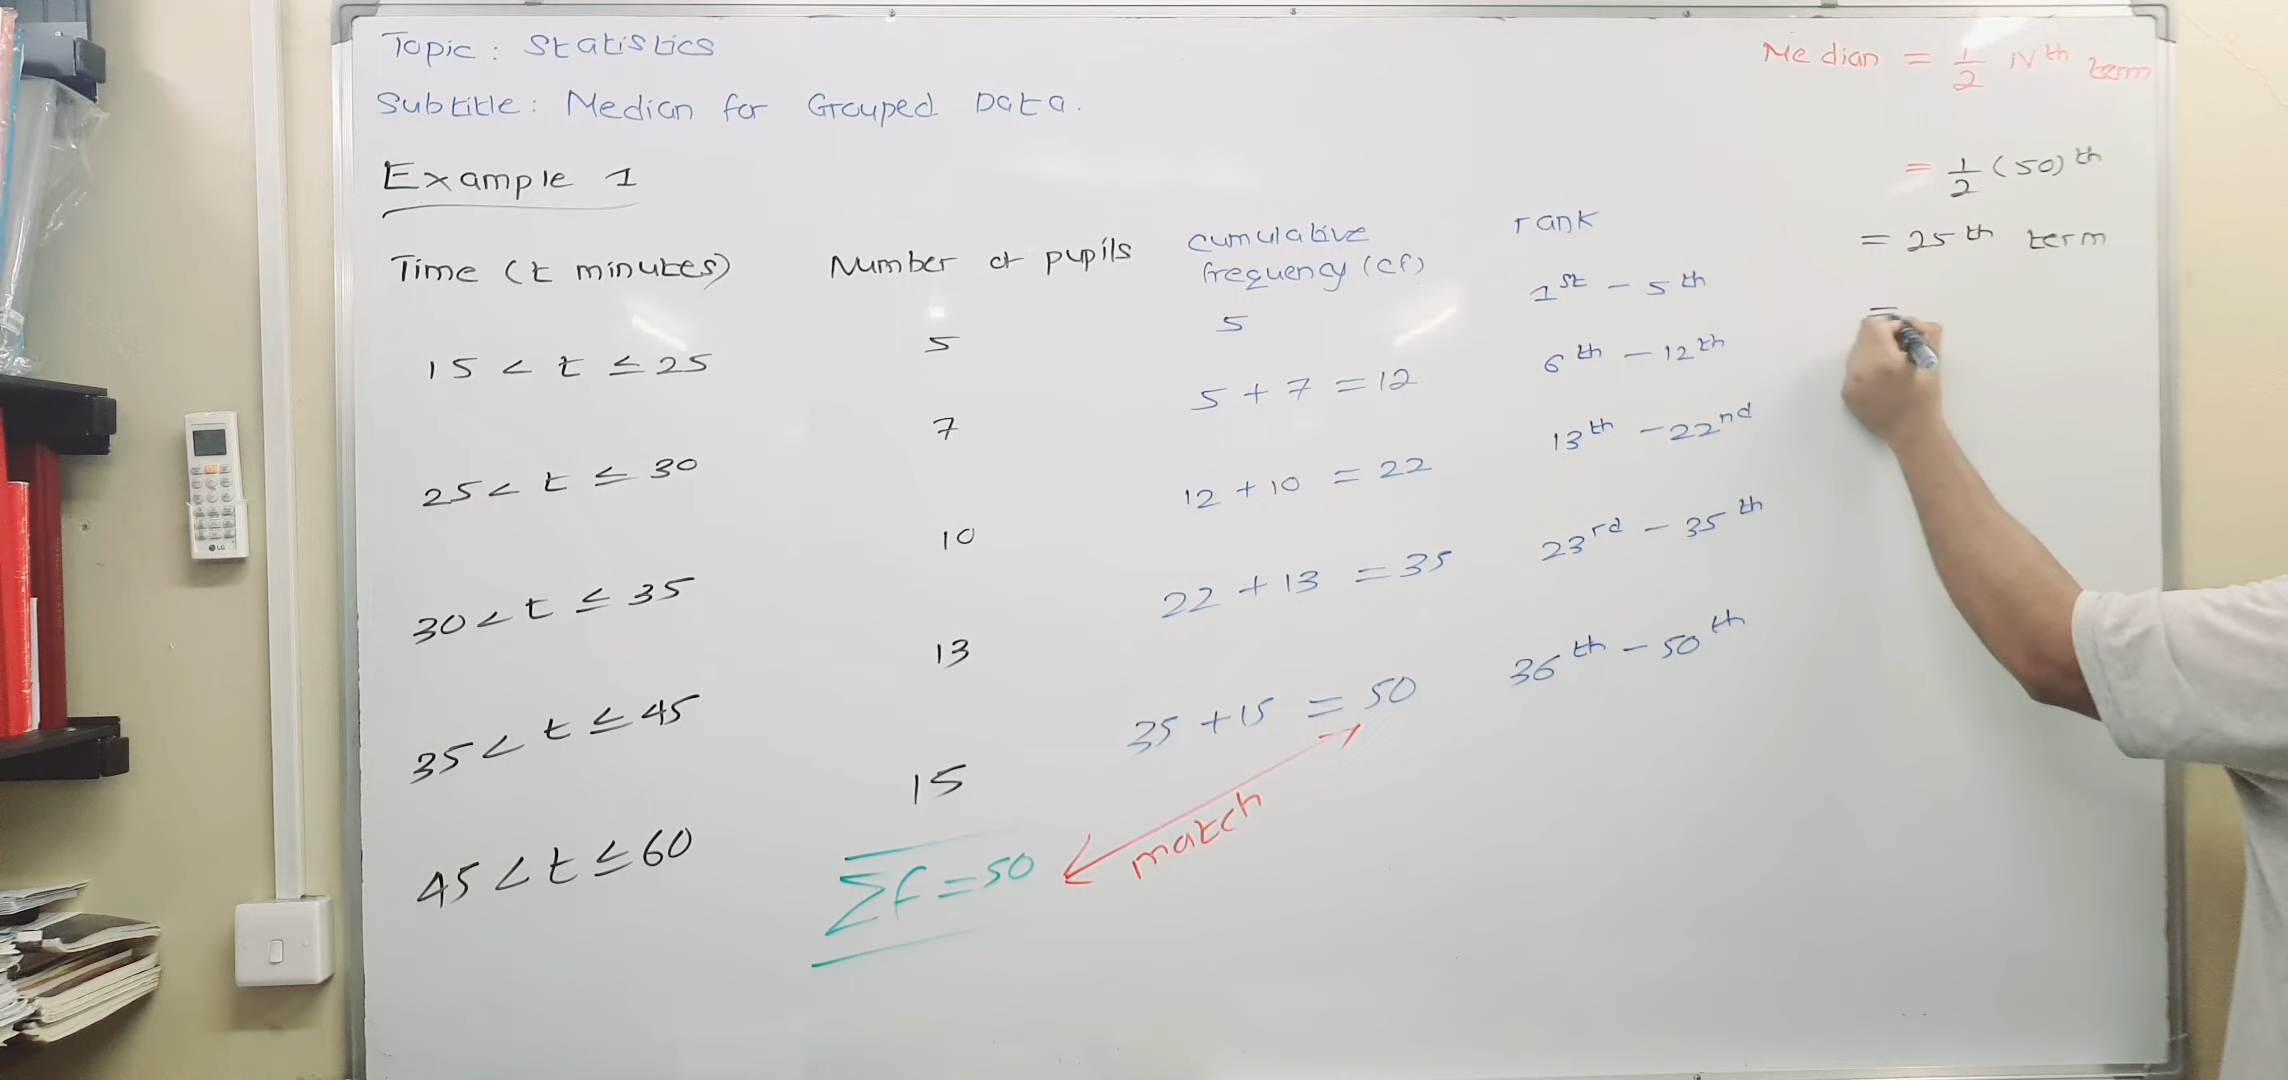 Topic: Statistics
Subtitle: Median for Grouped Data.
Example 1
Time (t minutes) Number of pupils cumulative frequency (cf) rank
15 < t ≤ 25 5 5 1st - 5th
25 < t ≤ 30 7 5 + 7 = 12 6th - 12th
30 < t ≤ 35 10 12 + 10 = 22 13th - 22nd
35 < t ≤ 45 13 22 + 13 = 35 23rd - 35th
45 < t ≤ 60 15 35 + 15 = 50 36th - 50th
Σf = 50
match
Median = 1/2 Nth term
= 1/2 (50)th
= 25th term
=
LG